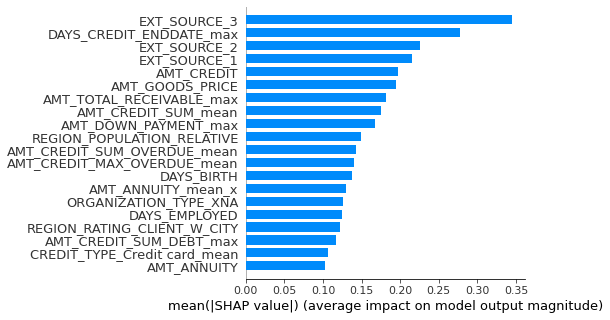 EXT_SOURCE_3
DAYS_CREDIT_ENDDATE_max
EXT_SOURCE_2
EXT_SOURCE_1
AMT_CREDIT
AMT_GOODS_PRICE
AMT_TOTAL_RECEIVABLE_max
AMT_CREDIT_SUM_mean
AMT_DOWN_PAYMENT_max
REGION_POPULATION_RELATIVE
AMT_CREDIT_SUM_OVERDUE_mean
AMT_CREDIT_MAX_OVERDUE_mean
DAYS_BIRTH
AMT_ANNUITY_mean_x
ORGANIZATION_TYPE_XNA
DAYS_EMPLOYED
REGION_RATING_CLIENT_W_CITY
AMT_CREDIT_SUM_DEBT_max
CREDIT_TYPE_Credit card_mean
AMT_ANNUITY
0.00 0.05 0.10 0.15 0.20 0.25 0.30 0.35
mean(|SHAP value|) (average impact on model output magnitude)